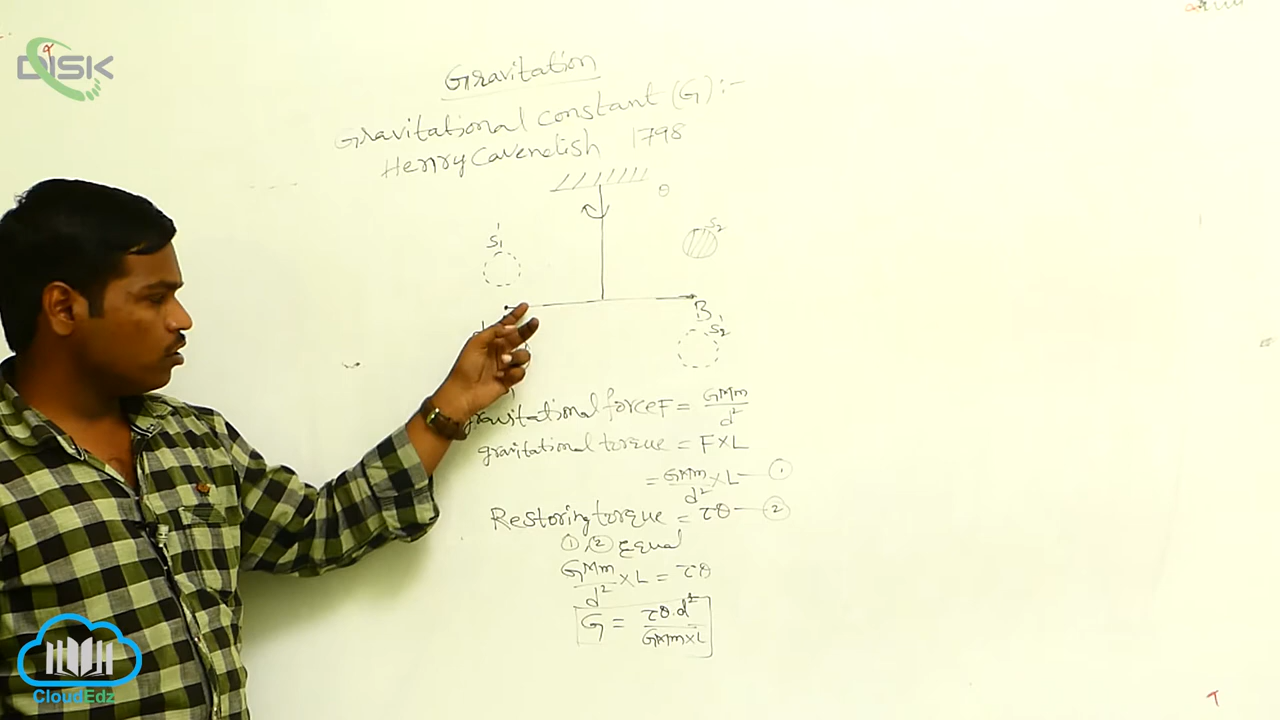 DISK
Gravitation
Gravitational constant (G) :-
Henry Cavendish 1798
θ
S₁'
S₂
B
d
S₂'
gravitational force F = GMm/d²
gravitational torque = F×L
= GMm/d² × L — ①
Restoring torque = τθ — ②
①, ② equal
GMm/d² × L = τθ
G = τθ.d²/GMm×L
CloudEdz
T